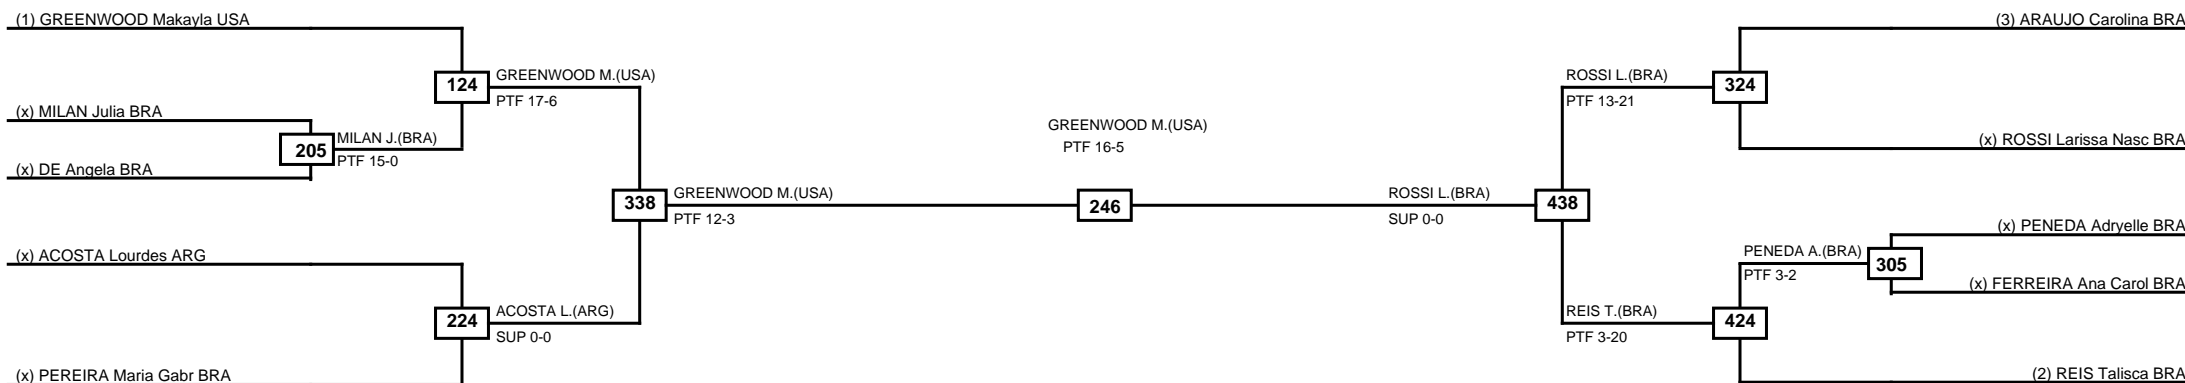 (1) GREENWOOD Makayla USA
(3) ARAUJO Carolina BRA
124
GREENWOOD M.(USA)
PTF 17-6
ROSSI L.(BRA)
PTF 13-21
324
(x) MILAN Julia BRA
205
MILAN J.(BRA)
PTF 15-0
(x) DE Angela BRA
GREENWOOD M.(USA)
PTF 16-5
(x) ROSSI Larissa Nasc BRA
338
GREENWOOD M.(USA)
PTF 12-3
246
ROSSI L.(BRA)
SUP 0-0
438
(x) PENEDA Adryelle BRA
(x) ACOSTA Lourdes ARG
PENEDA A.(BRA)
PTF 3-2
305
(x) FERREIRA Ana Carol BRA
224
ACOSTA L.(ARG)
SUP 0-0
REIS T.(BRA)
PTF 3-20
424
(x) PEREIRA Maria Gabr BRA
(2) REIS Talisca BRA